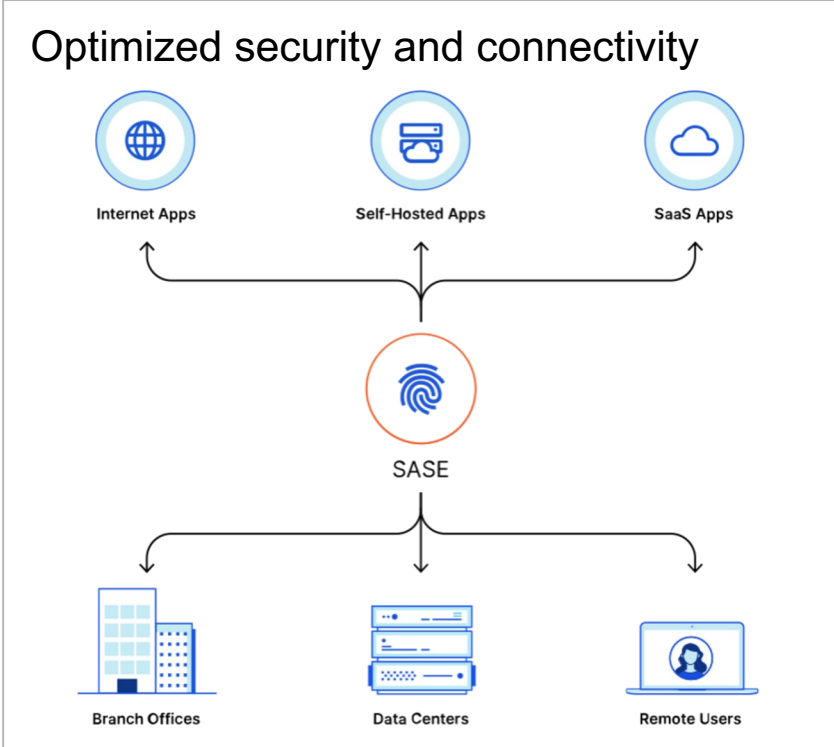 Optimized security and connectivity
Internet Apps
Self-Hosted Apps
SaaS Apps
SASE
Branch Offices
Data Centers
Remote Users